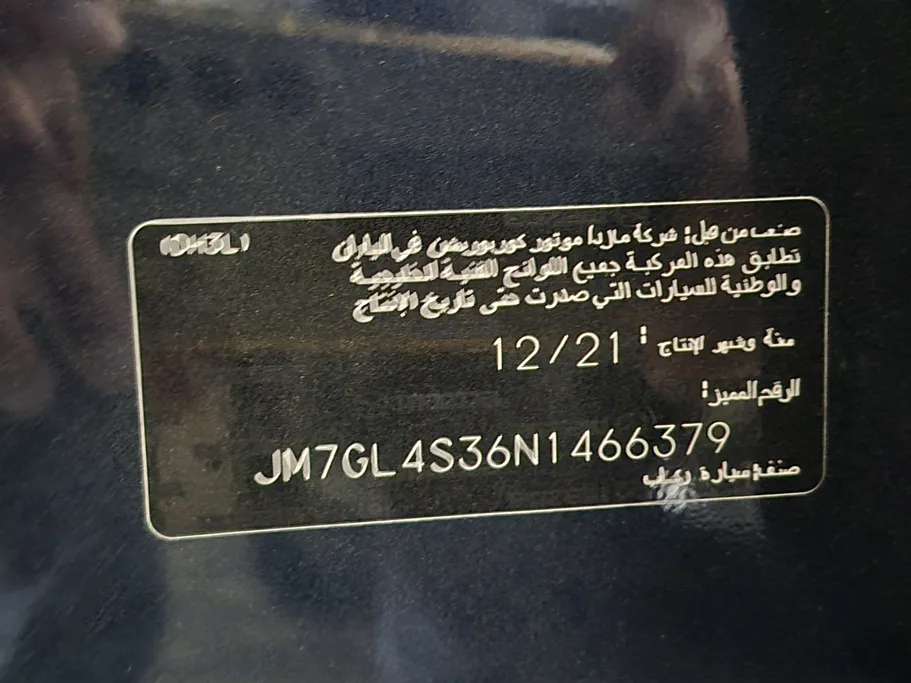 صنعت من قبل: شركة مازدا موتور كوربوريشن في اليابان
تطابق هذه المركبة جميع اللوائح الفنية الخليجية
والوطنية للسيارات التي صدرت حتى تاريخ الإنتاج
سنة وشهر الإنتاج : 12/21
الرقم المميز:
JM7GL4S36N1466379
صنف: سيارة ركاب